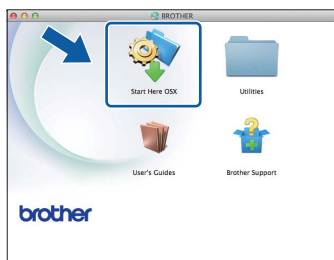 BROTHER
Start Here OSX
Utilities
User's Guides
Brother Support
brother